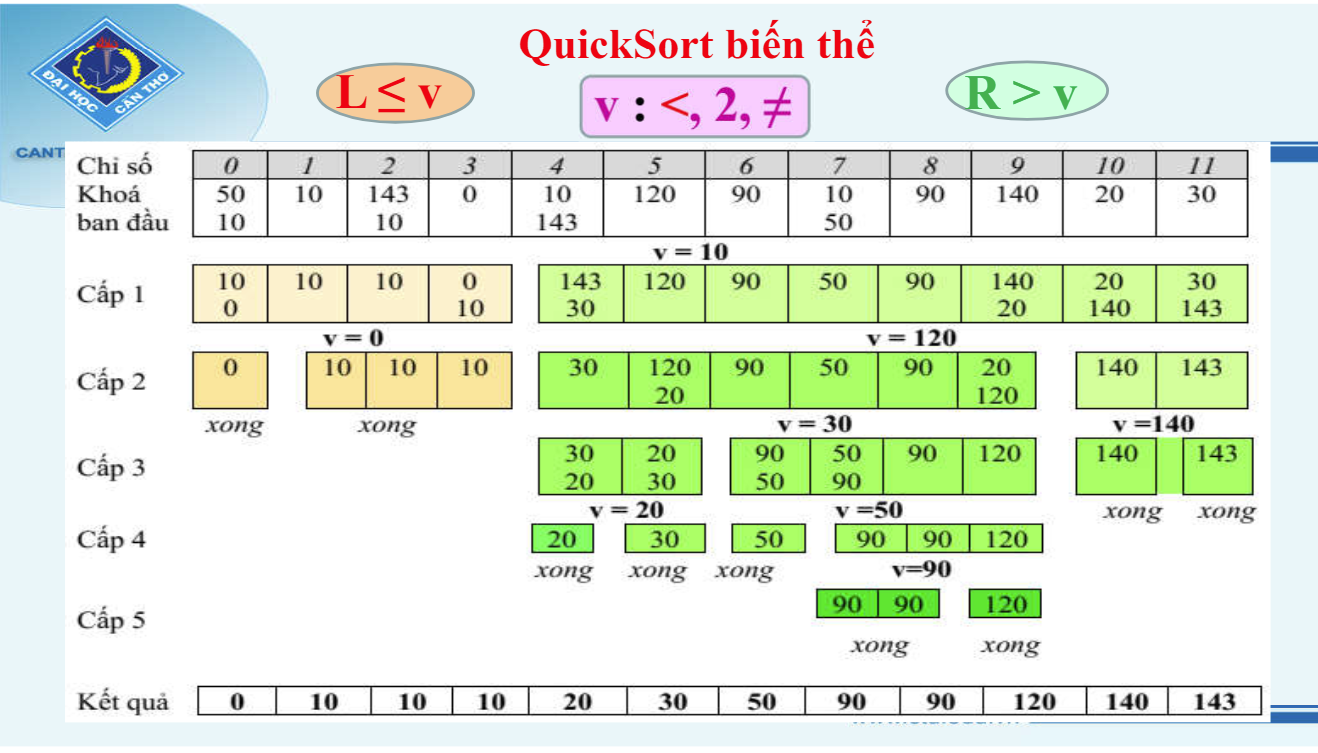 QuickSort biến thể
L ≤ v
v : <, 2, ≠
R > v
ĐẠI HỌC CẦN THƠ
CANT
Chỉ số 0 1 2 3 4 5 6 7 8 9 10 11
Khoá 50 10 143 0 10 120 90 10 90 140 20 30
ban đầu 10 10 143 50
v = 10
Cấp 1 10 10 10 0 143 120 90 50 90 140 20 30
0 10 30 20 140 143
v = 0 v = 120
Cấp 2 0 10 10 10 30 120 90 50 90 20 140 143
20 120
xong xong v = 30 v =140
Cấp 3 30 20 90 50 90 120 140 143
20 30 50 90
v = 20 v =50 xong xong
Cấp 4 20 30 50 90 90 120
xong xong xong v=90
Cấp 5 90 90 120
xong xong
Kết quả 0 10 10 10 20 30 50 90 90 120 140 143